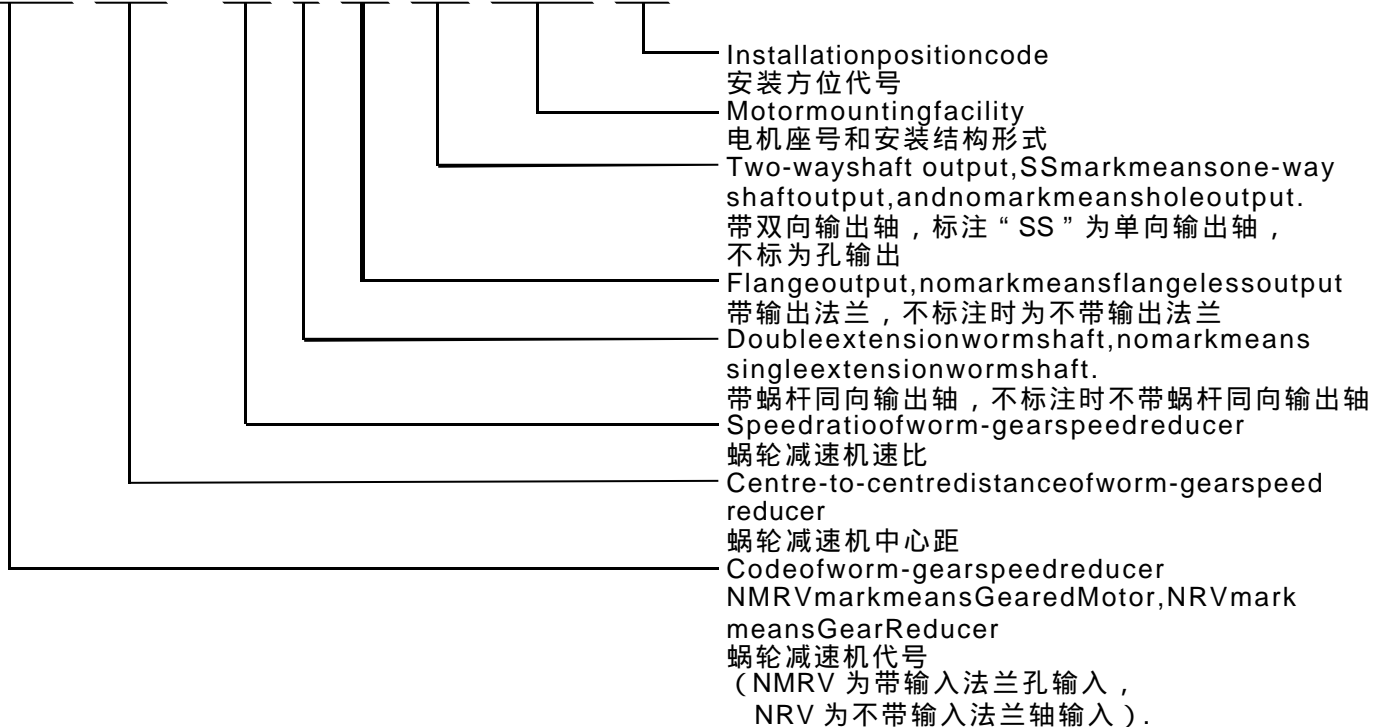 Installationpositioncode
安装方位代号
Motormountingfacility
电机座号和安装结构形式
Two-wayshaft output,SSmarkmeansone-way
shaftoutput,andnomarkmeansholeoutput.
带双向输出轴，标注“SS”为单向输出轴，
不标为孔输出
Flangeoutput,nomarkmeansflangelessoutput
带输出法兰，不标注时为不带输出法兰
Doubleextensionwormshaft,nomarkmeans
singleextensionwormshaft.
带蜗杆同向输出轴，不标注时不带蜗杆同向输出轴
Speedratioofworm-gearspeedreducer
蜗轮减速机速比
Centre-to-centredistanceofworm-gearspeed
reducer
蜗轮减速机中心距
Codeofworm-gearspeedreducer
NMRVmarkmeansGearedMotor,NRVmark
meansGearReducer
蜗轮减速机代号
（NMRV 为带输入法兰孔输入，
NRV 为不带输入法兰轴输入）.